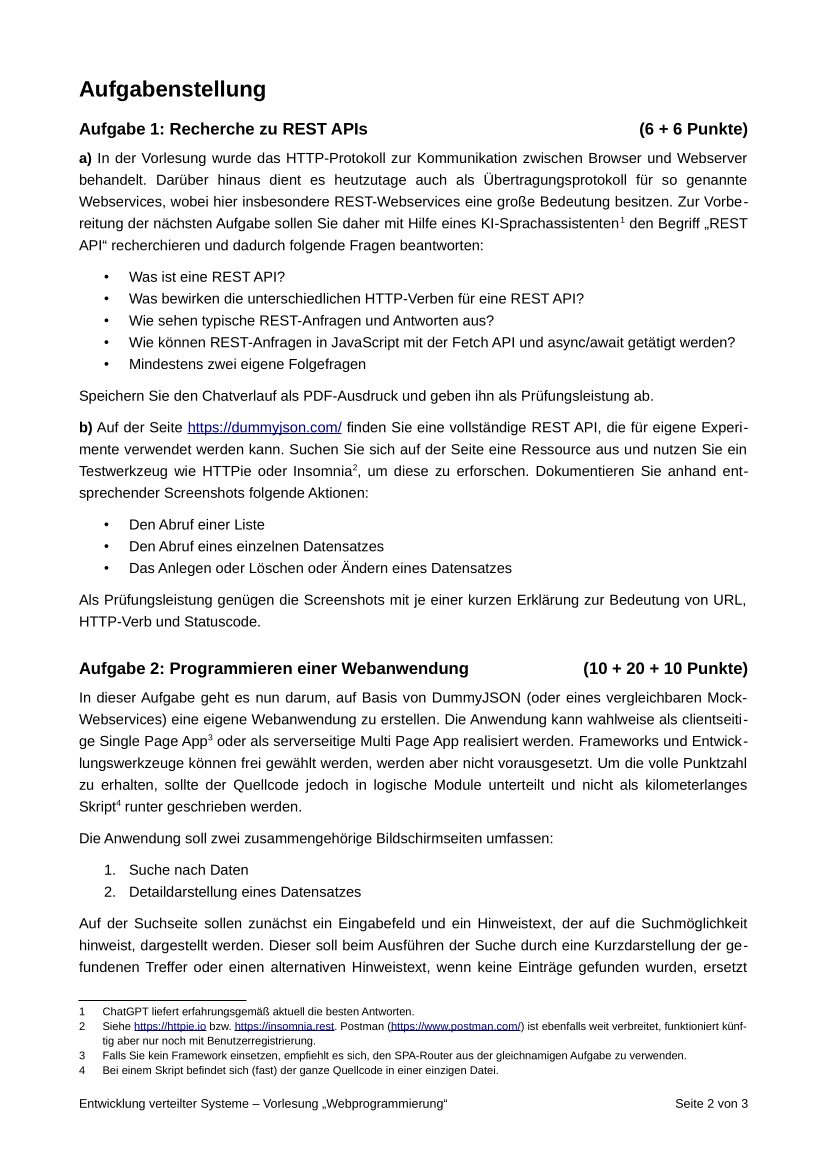 Aufgabenstellung
Aufgabe 1: Recherche zu REST APIs (6 + 6 Punkte)
a) In der Vorlesung wurde das HTTP-Protokoll zur Kommunikation zwischen Browser und Webserver
behandelt. Darüber hinaus dient es heutzutage auch als Übertragungsprotokoll für so genannte
Webservices, wobei hier insbesondere REST-Webservices eine große Bedeutung besitzen. Zur Vorbe-
reitung der nächsten Aufgabe sollen Sie daher mit Hilfe eines KI-Sprachassistenten1 den Begriff „REST
API“ recherchieren und dadurch folgende Fragen beantworten:
• Was ist eine REST API?
• Was bewirken die unterschiedlichen HTTP-Verben für eine REST API?
• Wie sehen typische REST-Anfragen und Antworten aus?
• Wie können REST-Anfragen in JavaScript mit der Fetch API und async/await getätigt werden?
• Mindestens zwei eigene Folgefragen
Speichern Sie den Chatverlauf als PDF-Ausdruck und geben ihn als Prüfungsleistung ab.
b) Auf der Seite https://dummyjson.com/ finden Sie eine vollständige REST API, die für eigene Experi-
mente verwendet werden kann. Suchen Sie sich auf der Seite eine Ressource aus und nutzen Sie ein
Testwerkzeug wie HTTPie oder Insomnia2, um diese zu erforschen. Dokumentieren Sie anhand ent-
sprechender Screenshots folgende Aktionen:
• Den Abruf einer Liste
• Den Abruf eines einzelnen Datensatzes
• Das Anlegen oder Löschen oder Ändern eines Datensatzes
Als Prüfungsleistung genügen die Screenshots mit je einer kurzen Erklärung zur Bedeutung von URL,
HTTP-Verb und Statuscode.
Aufgabe 2: Programmieren einer Webanwendung (10 + 20 + 10 Punkte)
In dieser Aufgabe geht es nun darum, auf Basis von DummyJSON (oder eines vergleichbaren Mock-
Webservices) eine eigene Webanwendung zu erstellen. Die Anwendung kann wahlweise als clientseiti-
ge Single Page App3 oder als serverseitige Multi Page App realisiert werden. Frameworks und Entwick-
lungswerkzeuge können frei gewählt werden, werden aber nicht vorausgesetzt. Um die volle Punktzahl
zu erhalten, sollte der Quellcode jedoch in logische Module unterteilt und nicht als kilometerlanges
Skript4 runter geschrieben werden.
Die Anwendung soll zwei zusammengehörige Bildschirmseiten umfassen:
1. Suche nach Daten
2. Detaildarstellung eines Datensatzes
Auf der Suchseite sollen zunächst ein Eingabefeld und ein Hinweistext, der auf die Suchmöglichkeit
hinweist, dargestellt werden. Dieser soll beim Ausführen der Suche durch eine Kurzdarstellung der ge-
fundenen Treffer oder einen alternativen Hinweistext, wenn keine Einträge gefunden wurden, ersetzt
1 ChatGPT liefert erfahrungsgemäß aktuell die besten Antworten.
2 Siehe https://httpie.io bzw. https://insomnia.rest. Postman (https://www.postman.com/) ist ebenfalls weit verbreitet, funktioniert künf-
tig aber nur noch mit Benutzerregistrierung.
3 Falls Sie kein Framework einsetzen, empfiehlt es sich, den SPA-Router aus der gleichnamigen Aufgabe zu verwenden.
4 Bei einem Skript befindet sich (fast) der ganze Quellcode in einer einzigen Datei.
Entwicklung verteilter Systeme – Vorlesung „Webprogrammierung“ Seite 2 von 3